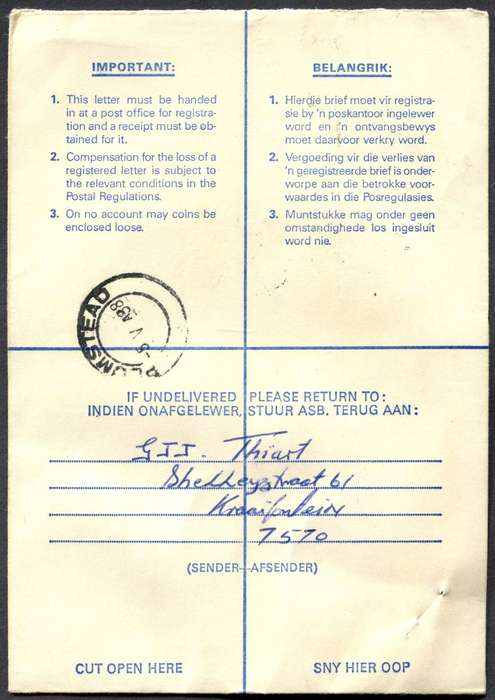 IMPORTANT:
1. This letter must be handed
in at a post office for registra-
tion and a receipt must be ob-
tained for it.
2. Compensation for the loss of a
registered letter is subject to
the relevant conditions in the
Postal Regulations.
3. On no account may coins be
enclosed loose.
BELANGRIK:
1. Hierdie brief moet vir registra-
sie by 'n poskantoor ingelewer
word en 'n ontvangsbewys
moet daarvoor verkry word.
2. Vergoeding vir die verlies van
'n geregistreerde brief is onder-
worpe aan die betrokke voor-
waardes in die Posregulasies.
3. Muntstukke mag onder geen
omstandighede los ingesluit
word nie.
PLUMSTEAD
IF UNDELIVERED PLEASE RETURN TO:
INDIEN ONAFGELEWER, STUUR ASB. TERUG AAN:
GJJ. Thiart
Shelleystraat 61
Kraaifontein
7570
(SENDER–AFSENDER)
CUT OPEN HERE
SNY HIER OOP